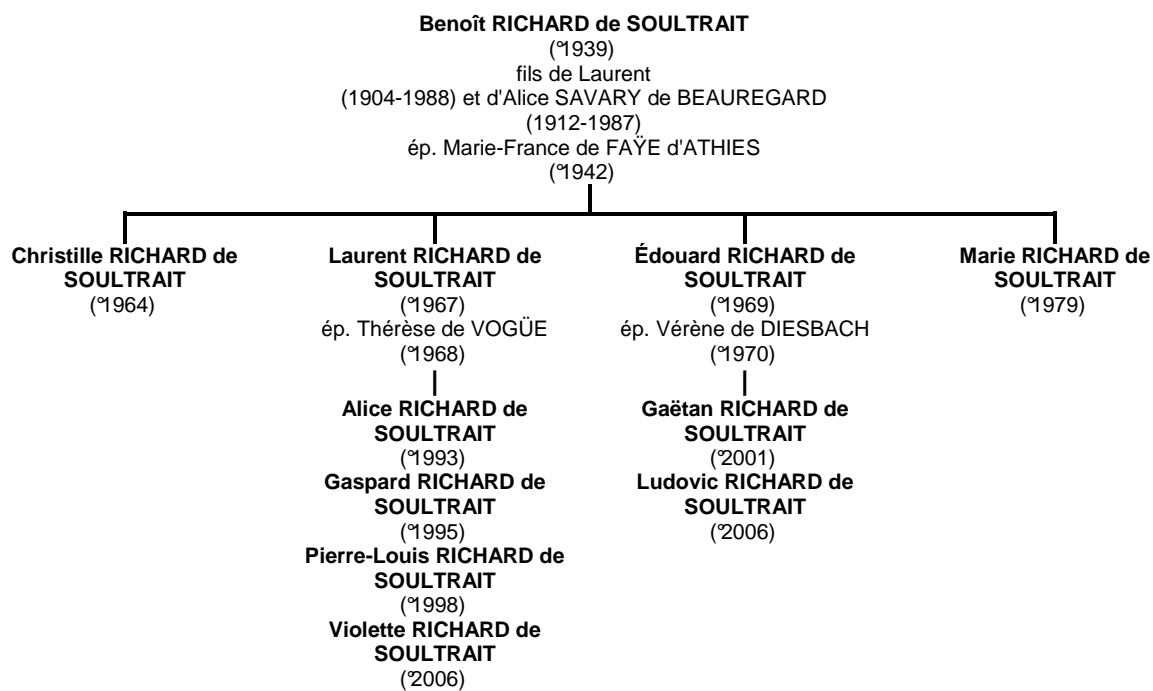 Benoît RICHARD de SOULTRAIT
(°1939)
fils de Laurent
(1904-1988) et d'Alice SAVARY de BEAUREGARD
(1912-1987)
ép. Marie-France de FAŸE d'ATHIES
(°1942)
Christille RICHARD de
SOULTRAIT
(°1964)
Laurent RICHARD de
SOULTRAIT
(°1967)
ép. Thérèse de VOGÜE
(°1968)
Alice RICHARD de
SOULTRAIT
(°1993)
Gaspard RICHARD de
SOULTRAIT
(°1995)
Pierre-Louis RICHARD de
SOULTRAIT
(°1998)
Violette RICHARD de
SOULTRAIT
(°2006)
Édouard RICHARD de
SOULTRAIT
(°1969)
ép. Vérène de DIESBACH
(°1970)
Gaëtan RICHARD de
SOULTRAIT
(°2001)
Ludovic RICHARD de
SOULTRAIT
(°2006)
Marie RICHARD de
SOULTRAIT
(°1979)